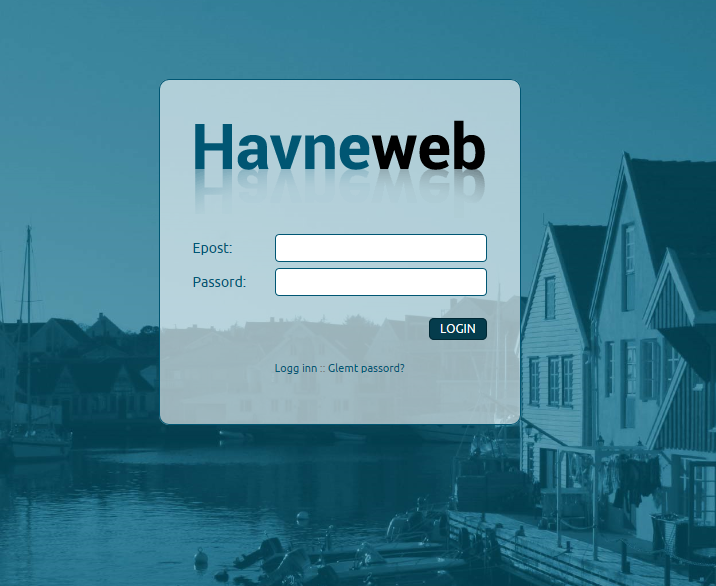 Havneweb
Epost:
Passord:
LOGIN
Logg inn :: Glemt passord?